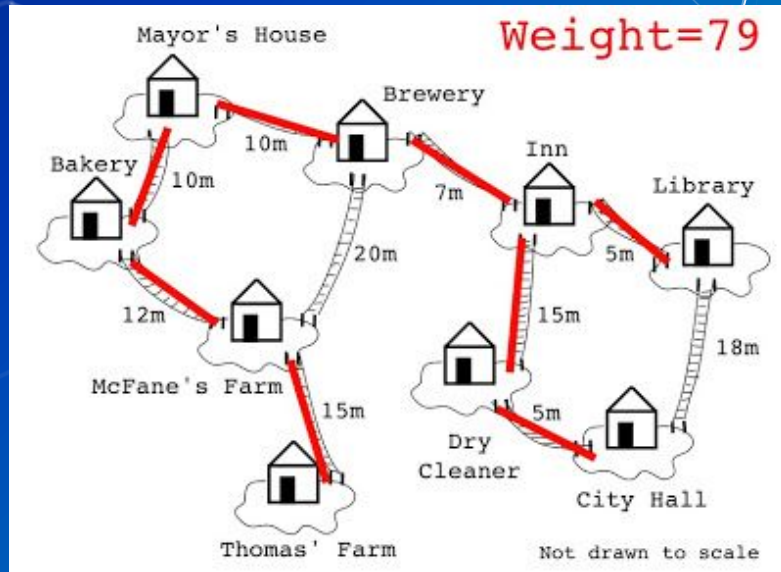 Mayor's House
Weight=79
Brewery
10m
Inn
Bakery
10m
7m
Library
20m
5m
12m
15m
18m
McFane's Farm
15m
5m
Dry
Cleaner
City Hall
Thomas' Farm
Not drawn to scale